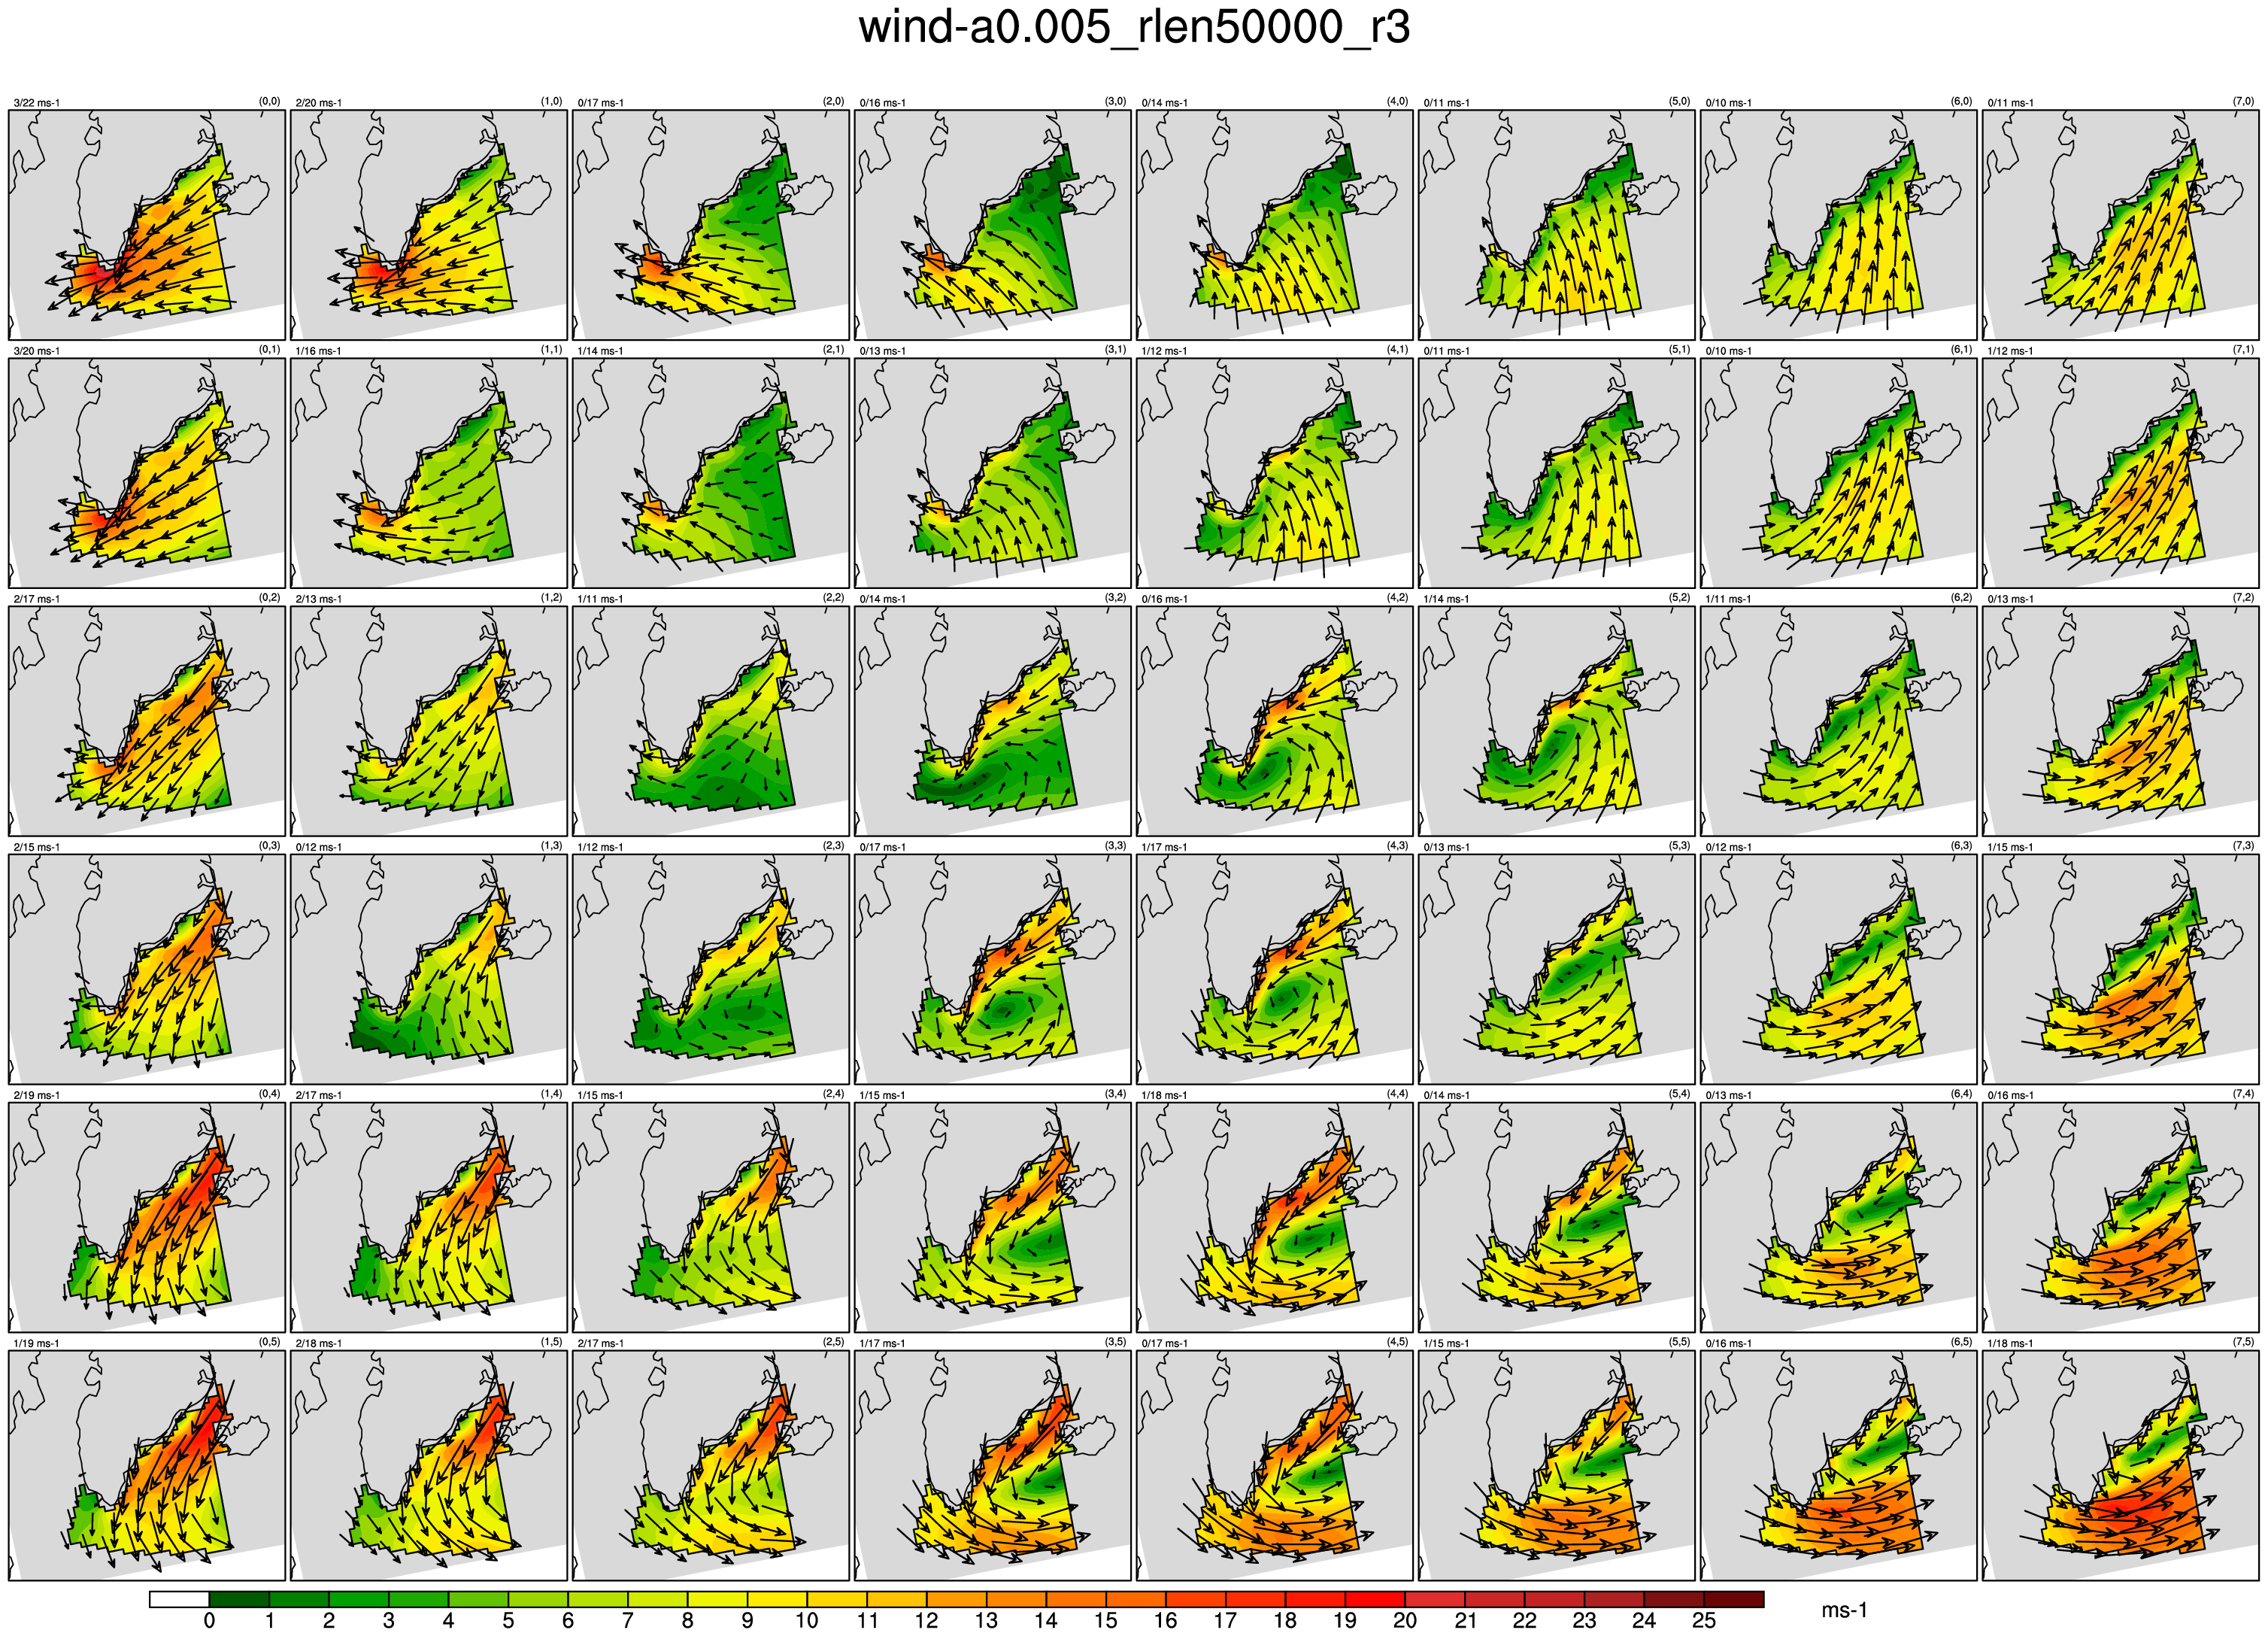 wind-a0.005_rlen50000_r3
3/22 ms-1 (0,0) 2/20 ms-1 (1,0) 0/17 ms-1 (2,0) 0/16 ms-1 (3,0) 0/14 ms-1 (4,0) 0/11 ms-1 (5,0) 0/10 ms-1 (6,0) 0/11 ms-1 (7,0)
3/20 ms-1 (0,1) 1/16 ms-1 (1,1) 1/14 ms-1 (2,1) 0/13 ms-1 (3,1) 1/12 ms-1 (4,1) 0/11 ms-1 (5,1) 0/10 ms-1 (6,1) 1/12 ms-1 (7,1)
2/17 ms-1 (0,2) 2/13 ms-1 (1,2) 1/11 ms-1 (2,2) 0/14 ms-1 (3,2) 0/16 ms-1 (4,2) 1/14 ms-1 (5,2) 1/11 ms-1 (6,2) 0/13 ms-1 (7,2)
2/15 ms-1 (0,3) 0/12 ms-1 (1,3) 1/12 ms-1 (2,3) 0/17 ms-1 (3,3) 1/17 ms-1 (4,3) 0/13 ms-1 (5,3) 0/12 ms-1 (6,3) 1/15 ms-1 (7,3)
2/19 ms-1 (0,4) 2/17 ms-1 (1,4) 1/15 ms-1 (2,4) 1/15 ms-1 (3,4) 1/18 ms-1 (4,4) 0/14 ms-1 (5,4) 0/13 ms-1 (6,4) 0/16 ms-1 (7,4)
1/19 ms-1 (0,5) 2/18 ms-1 (1,5) 2/17 ms-1 (2,5) 1/17 ms-1 (3,5) 0/17 ms-1 (4,5) 1/15 ms-1 (5,5) 0/16 ms-1 (6,5) 1/18 ms-1 (7,5)
0 1 2 3 4 5 6 7 8 9 10 11 12 13 14 15 16 17 18 19 20 21 22 23 24 25 ms-1